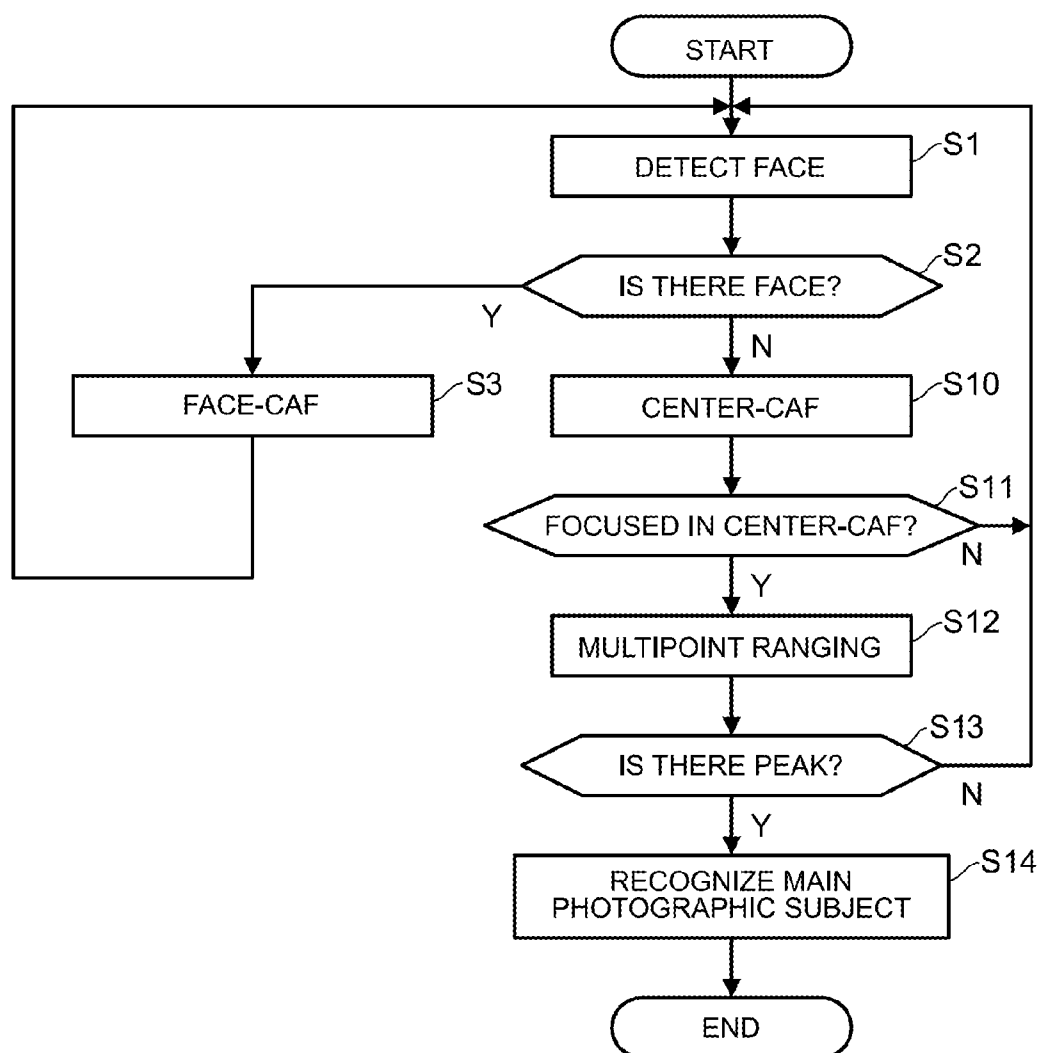 START
DETECT FACE
S1
IS THERE FACE?
S2
Y
N
FACE-CAF
S3
CENTER-CAF
S10
FOCUSED IN CENTER-CAF?
S11
N
Y
MULTIPOINT RANGING
S12
IS THERE PEAK?
S13
N
Y
RECOGNIZE MAIN
PHOTOGRAPHIC SUBJECT
S14
END